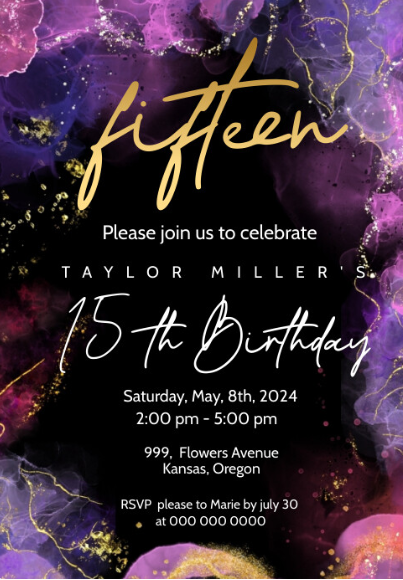 fifteen
Please join us to celebrate
TAYLOR MILLER'S
15th Birthday
Saturday, May, 8th, 2024
2:00 pm - 5:00 pm
999, Flowers Avenue
Kansas, Oregon
RSVP please to Marie by july 30
at 000 000 0000